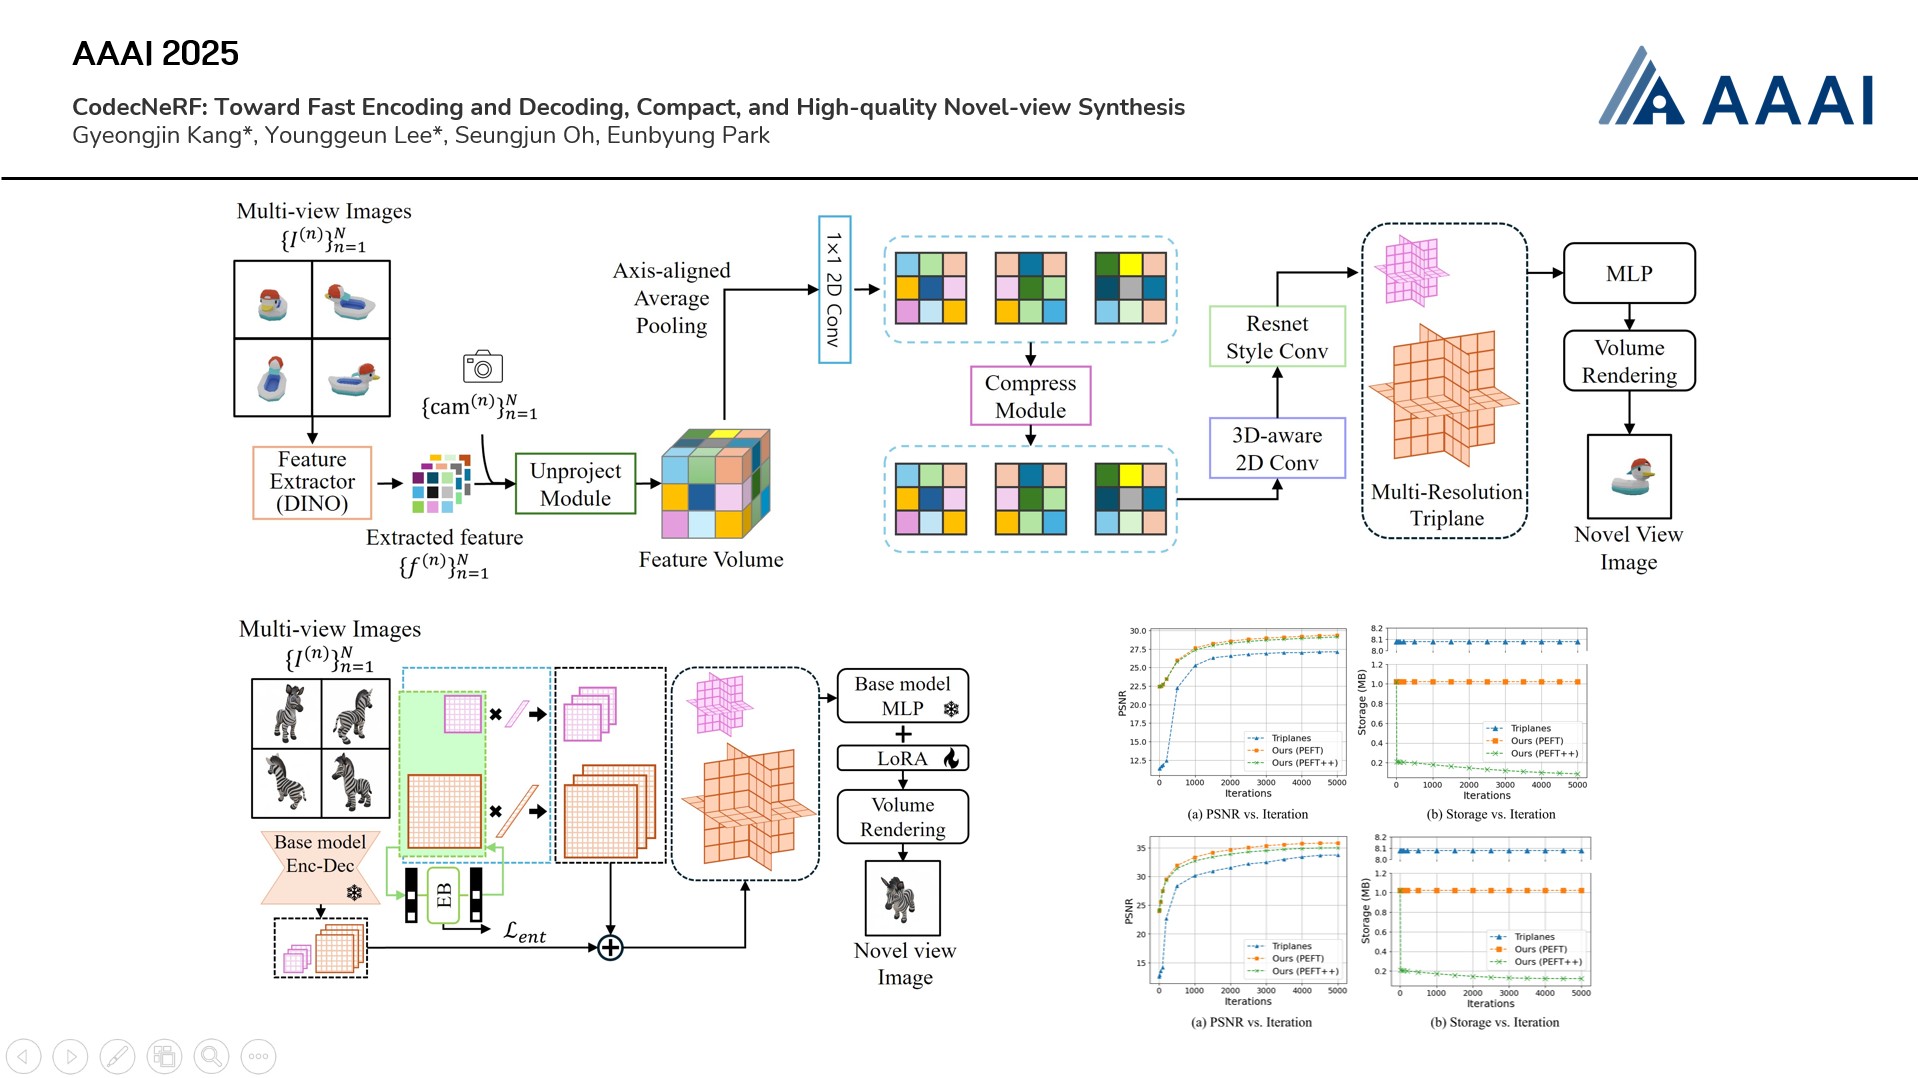 AAAI 2025
CodecNeRF: Toward Fast Encoding and Decoding, Compact, and High-quality Novel-view Synthesis
Gyeongjin Kang*, Younggeun Lee*, Seungjun Oh, Eunbyung Park
AAAI
Multi-view Images
{I^(n)}_{n=1}^N
Feature
Extractor
(DINO)
{cam^(n)}_{n=1}^N
Extracted feature
{f^(n)}_{n=1}^N
Unproject
Module
Feature Volume
Axis-aligned
Average
Pooling
1×1 2D Conv
Compress
Module
3D-aware
2D Conv
Resnet
Style Conv
Multi-Resolution
Triplane
MLP
Volume
Rendering
Novel View
Image
Multi-view Images
{I^(n)}_{n=1}^N
Base model
Enc-Dec
EB
ℒ_ent
Base model
MLP
+
LoRA
Volume
Rendering
Novel view
Image
30.0
27.5
25.0
22.5
20.0
17.5
15.0
12.5
PSNR
Triplanes
Ours (PEFT)
Ours (PEFT++)
0 1000 2000 3000 4000 5000
Iterations
(a) PSNR vs. Iteration
8.2
8.1
8.0
1.2
1.0
0.8
0.6
0.4
0.2
Storage (MB)
Triplanes
Ours (PEFT)
Ours (PEFT++)
0 1000 2000 3000 4000 5000
Iterations
(b) Storage vs. Iteration
35
30
25
20
15
PSNR
Triplanes
Ours (PEFT)
Ours (PEFT++)
0 1000 2000 3000 4000 5000
Iterations
(a) PSNR vs. Iteration
8.2
8.1
8.0
1.2
1.0
0.8
0.6
0.4
0.2
Storage (MB)
Triplanes
Ours (PEFT)
Ours (PEFT++)
0 1000 2000 3000 4000 5000
Iterations
(b) Storage vs. Iteration